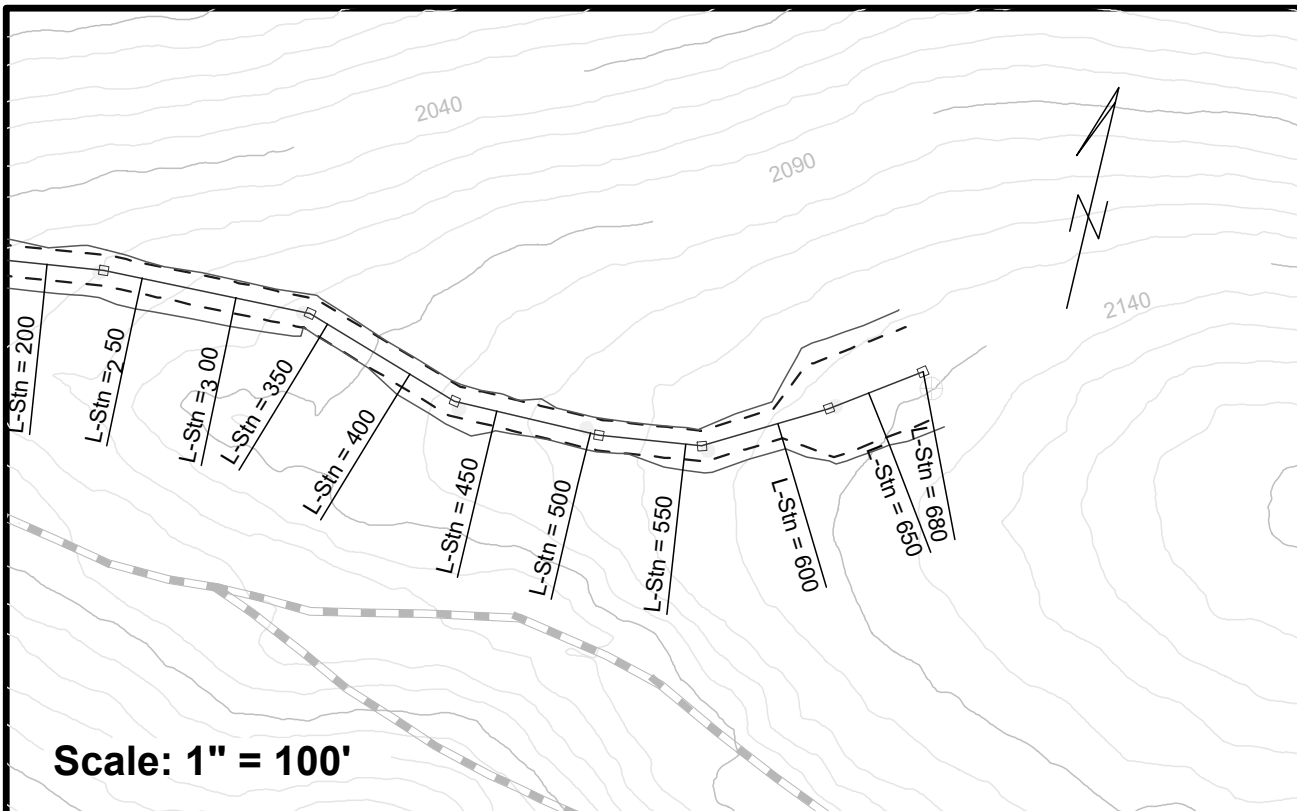 2040
2090
2140
L-Stn = 200
L-Stn =2 50
L-Stn =3 00
L-Stn = 350
L-Stn = 400
L-Stn = 450
L-Stn = 500
L-Stn = 550
L-Stn = 600
L-Stn = 650
L-Stn = 680
N
Scale: 1" = 100'